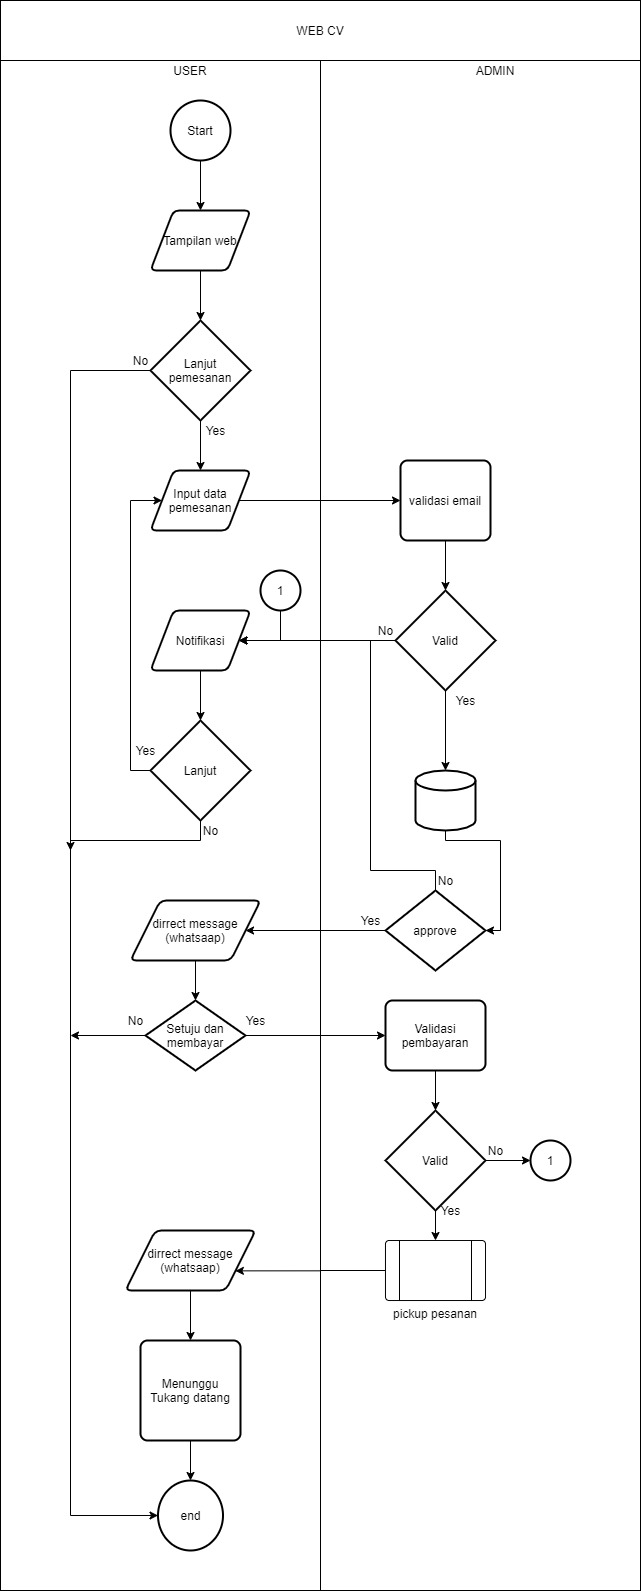 WEB CV
USER
ADMIN
Start
Tampilan web
No
Lanjut
pemesanan
Yes
Input data
pemesanan
validasi email
1
Notifikasi
No
Valid
Yes
Yes
Lanjut
No
No
dirrect message
(whatsaap)
Yes
approve
No
Setuju dan
membayar
Yes
Validasi
pembayaran
Valid
No
1
Yes
dirrect message
(whatsaap)
pickup pesanan
Menunggu
Tukang datang
end